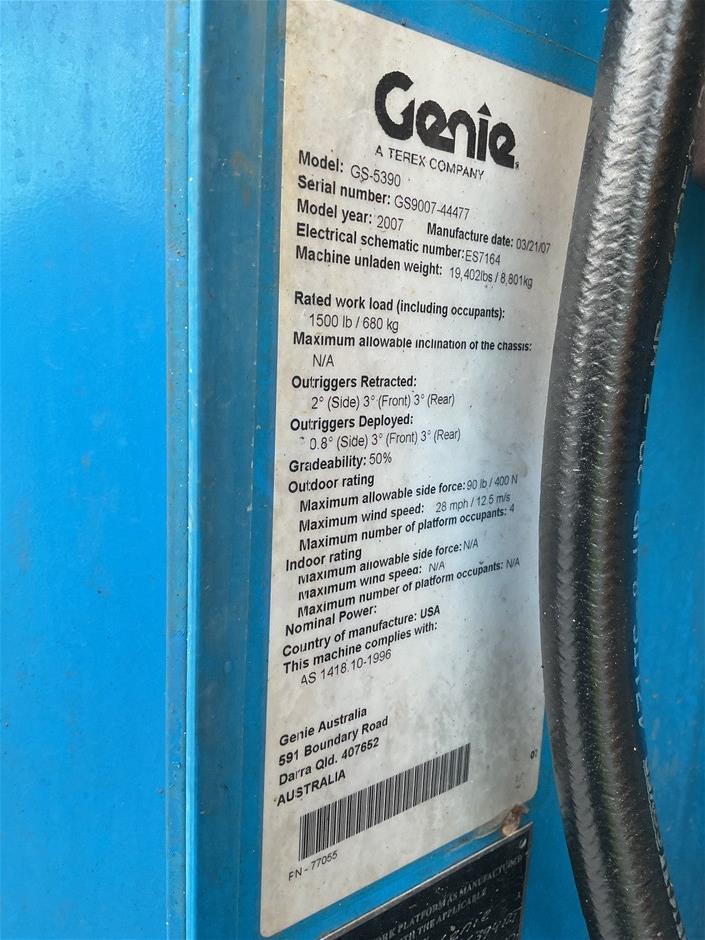 Genie
A TEREX COMPANY
Model: GS-5390
Serial number: GS9007-44477
Model year: 2007 Manufacture date: 03/21/07
Electrical schematic number: ES7164
Machine unladen weight: 19,402lbs / 8,801kg
Rated work load (including occupants):
1500 lb / 680 kg
Maximum allowable inclination of the chassis:
N/A
Outriggers Retracted:
2° (Side) 3° (Front) 3° (Rear)
Outriggers Deployed:
0.8° (Side) 3° (Front) 3° (Rear)
Gradeability: 50%
Outdoor rating
Maximum allowable side force: 90 lb / 400 N
Maximum wind speed: 28 mph / 12.5 m/s
Maximum number of platform occupants: 4
Indoor rating
Maximum allowable side force: N/A
Maximum wind speed: N/A
Maximum number of platform occupants: N/A
Nominal Power:
Country of manufacture: USA
This machine complies with:
AS 1418.10-1996
Genie Australia
591 Boundary Road
Darra Qld. 407652
AUSTRALIA
PN - 77055
PLATFORM AS MANUFACTURED
THE APPLICABLE